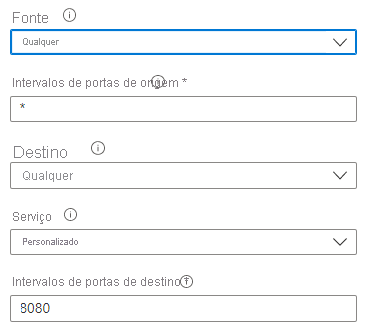 Fonte
Qualquer
Intervalos de portas de origem *
*
Destino
Qualquer
Serviço
Personalizado
Intervalos de portas de destino
8080